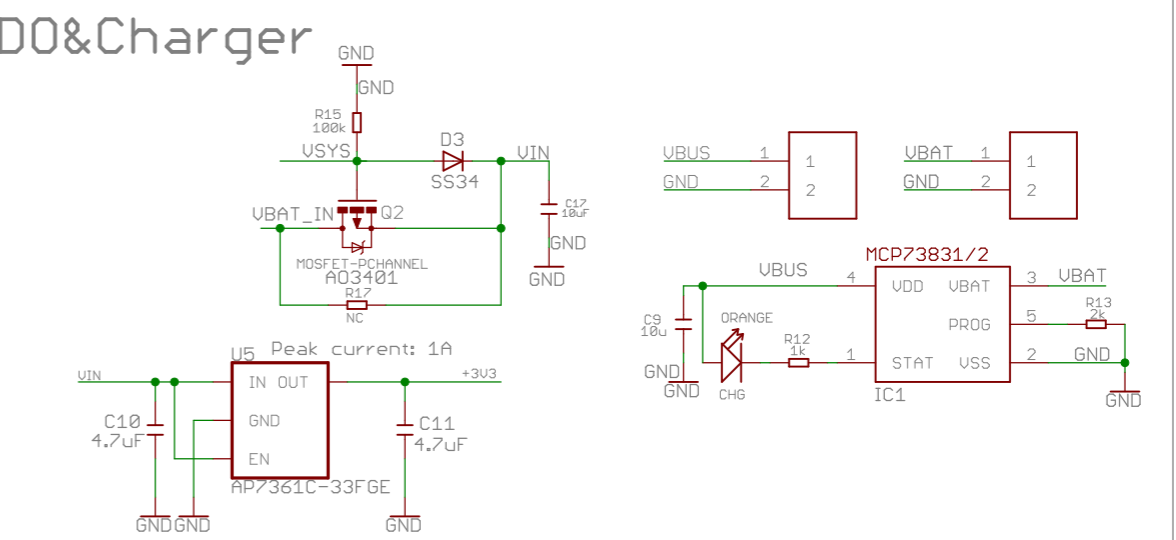 DO&Charger
GND
GND
R15
100k
VSYS
D3
SS34
VIN
C17
10uF
GND
GND
VBAT_IN
Q2
MOSFET-PCHANNEL
AO3401
R17
NC
VBUS 1 1
GND 2 2
VBAT 1 1
GND 2 2
MCP73831/2
VBUS 4 VDD VBAT 3 VBAT
C9
10u
GND
GND
ORANGE
CHG
R12
1k
1 STAT VSS 2 GND
PROG 5
R13
2k
GND
IC1
U5 Peak current: 1A
VIN IN OUT +3V3
C10
4.7uF
GND
EN
C11
4.7uF
AP7361C-33FGE
GND GND GND